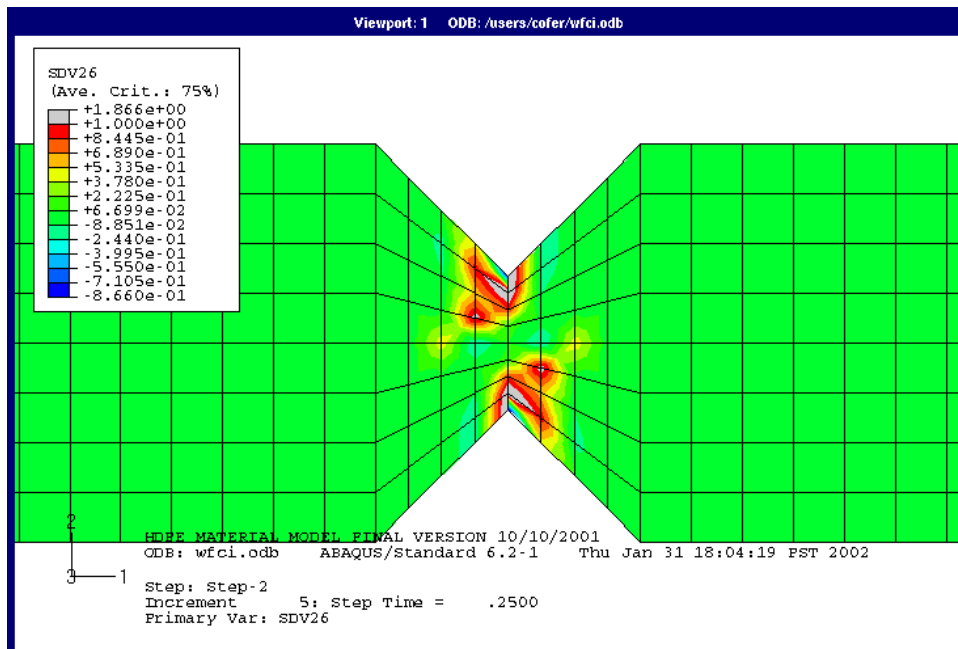 Viewport: 1 ODB: /users/cofer/wfci.odb
SDV26
(Ave. Crit.: 75%)
+1.866e+00
+1.000e+00
+8.445e-01
+6.890e-01
+5.335e-01
+3.780e-01
+2.225e-01
+6.699e-02
-8.851e-02
-2.440e-01
-3.995e-01
-5.550e-01
-7.105e-01
-8.660e-01
2
3 1
HDPE MATERIAL MODEL FINAL VERSION 10/10/2001
ODB: wfci.odb ABAQUS/Standard 6.2-1 Thu Jan 31 18:04:19 PST 2002
Step: Step-2
Increment 5: Step Time = .2500
Primary Var: SDV26